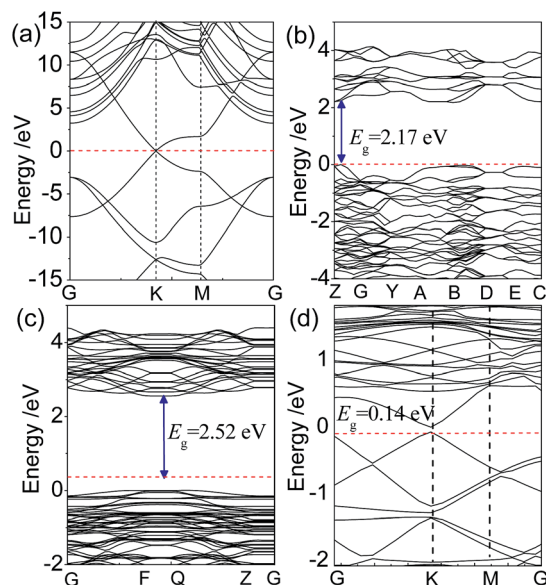 (a)
Energy /eV
15
10
5
0
-5
-10
-15
G K M G
(b)
Energy /eV
4
2
0
-2
-4
Eg=2.17 eV
Z G Y A B D E C
(c)
Energy /eV
4
2
0
-2
Eg=2.52 eV
G F Q Z G
(d)
Energy /eV
1
0
-1
-2
Eg=0.14 eV
G K M G